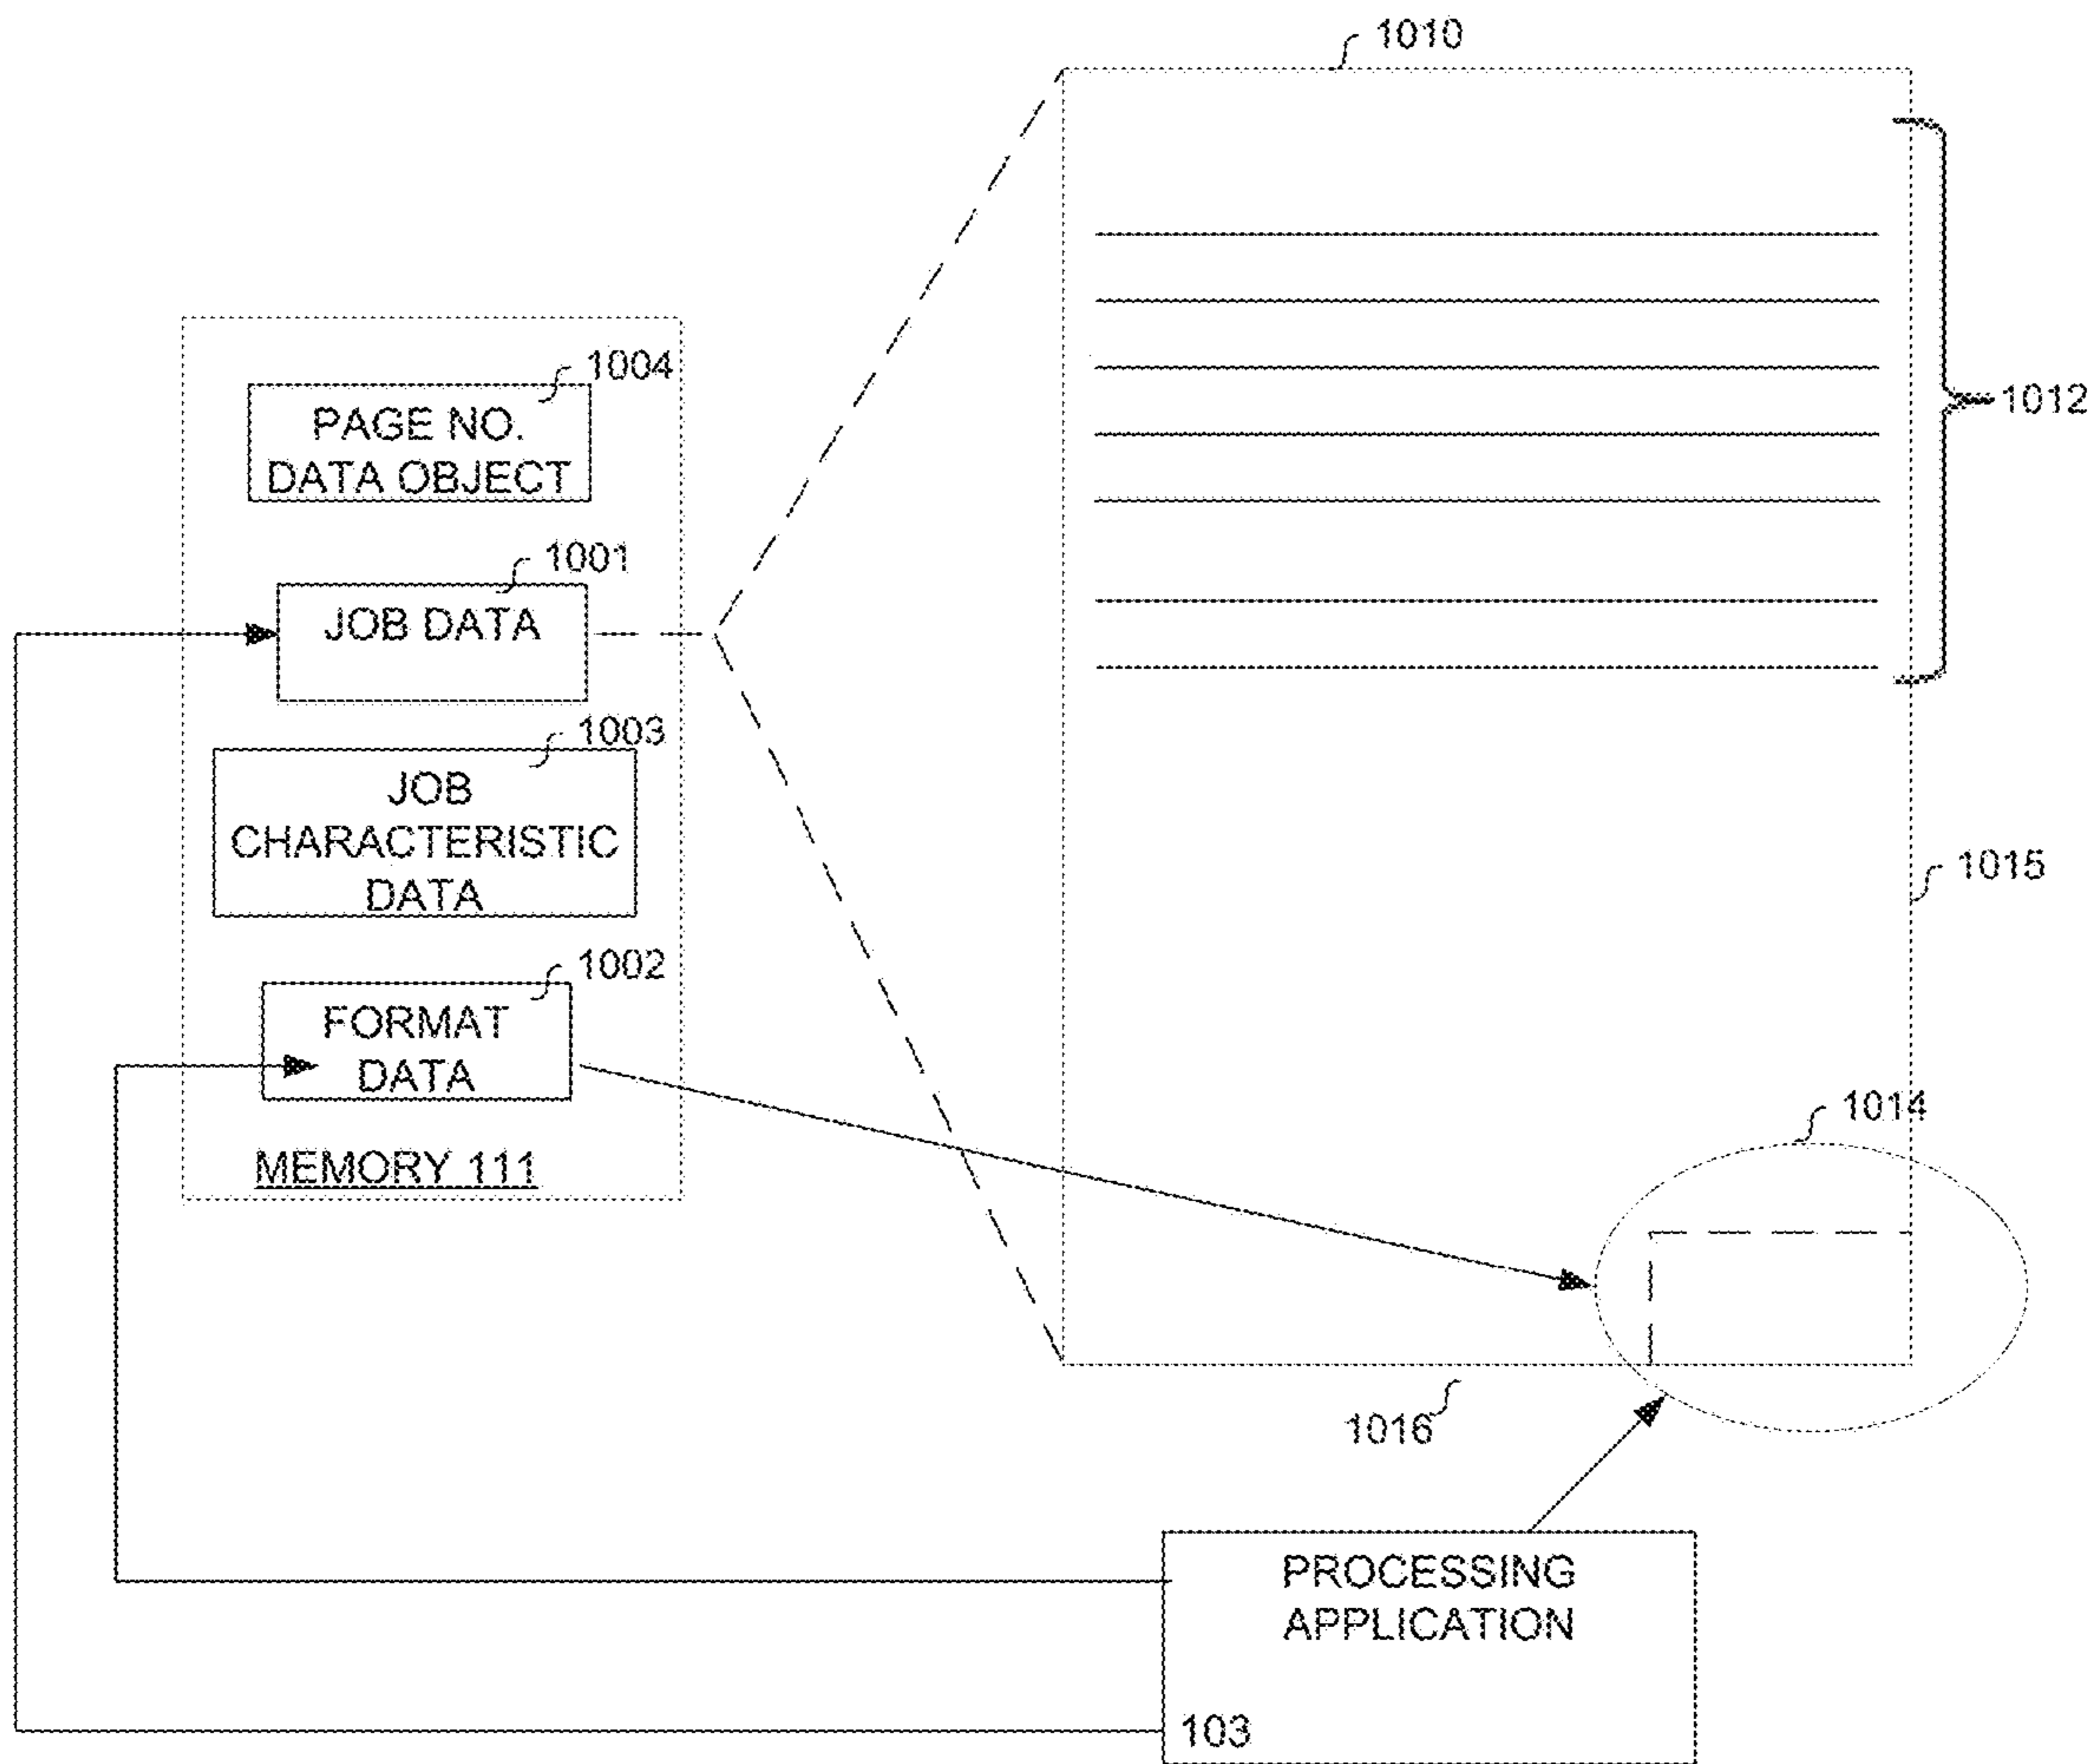 1010
1012
1004
PAGE NO.
DATA OBJECT
1001
JOB DATA
1003
JOB
CHARACTERISTIC
DATA
1015
1002
FORMAT
DATA
MEMORY 111
1014
1016
PROCESSING
APPLICATION
103